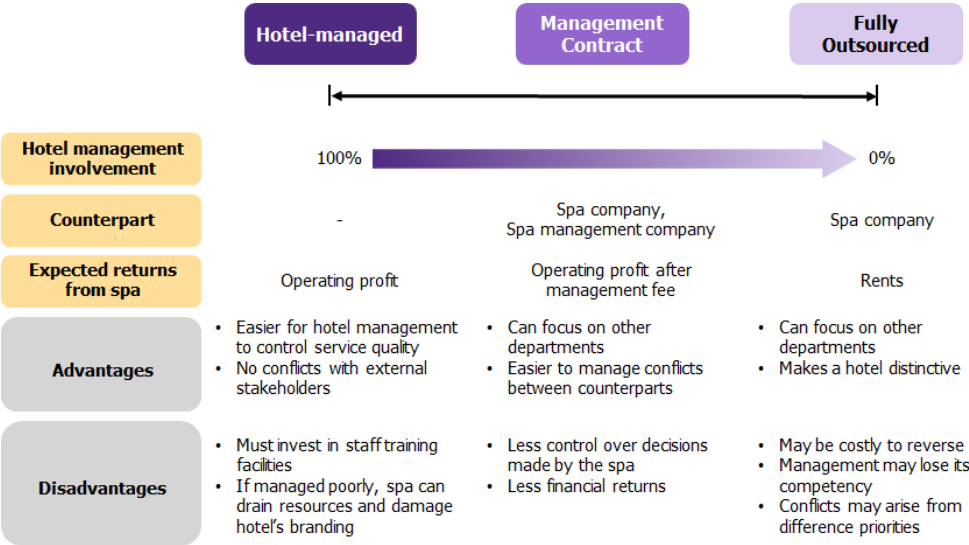 Hotel-managed
Management
Contract
Fully
Outsourced
Hotel management
involvement
100%
0%
Counterpart
-
Spa company,
Spa management company
Spa company
Expected returns
from spa
Operating profit
Operating profit after
management fee
Rents
Advantages
• Easier for hotel management
to control service quality
• No conflicts with external
stakeholders
• Can focus on other
departments
• Easier to manage conflicts
between counterparts
• Can focus on other
departments
• Makes a hotel distinctive
Disadvantages
• Must invest in staff training
facilities
• If managed poorly, spa can
drain resources and damage
hotel's branding
• Less control over decisions
made by the spa
• Less financial returns
• May be costly to reverse
• Management may lose its
competency
• Conflicts may arise from
difference priorities